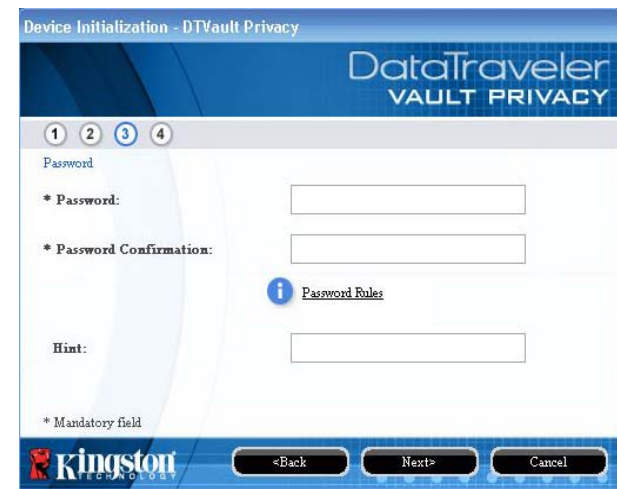 Device Initialization - DTVault Privacy
DataTraveler
VAULT PRIVACY
1 2 3 4
Password
* Password:
* Password Confirmation:
i Password Rules
Hint:
* Mandatory field
Kingston <Back Next> Cancel
TECHNOLOGY